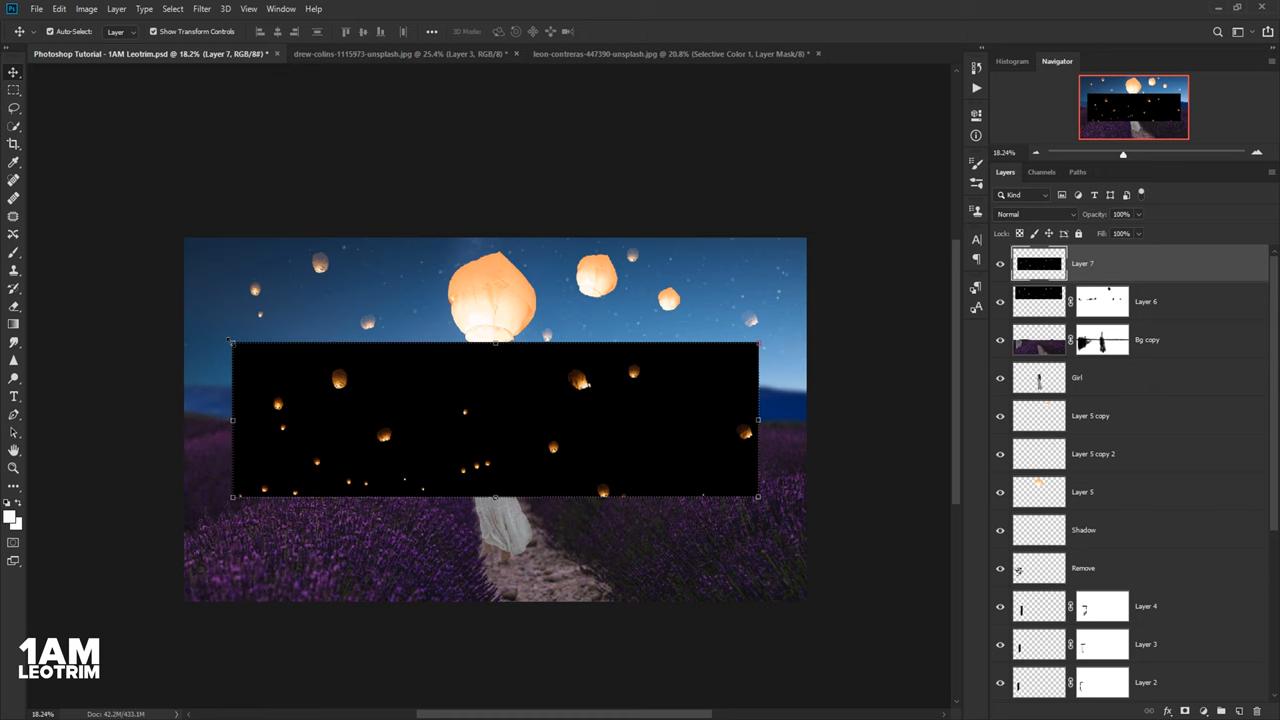 Ps File Edit Image Layer Type Select Filter 3D View Window Help
Auto-Select: Layer Show Transform Controls 3D Mode:
Photoshop Tutorial - 1AM Leotrim.psd @ 18.2% (Layer 7, RGB/8#) * × drew-colins-1115973-unsplash.jpg @ 25.4% (Layer 3, RGB/8) * × leon-contreras-447390-unsplash.jpg @ 20.8% (Selective Color 1, Layer Mask/8) * ×
Histogram Navigator
18.24%
Layers Channels Paths
Kind
Normal Opacity: 100%
Lock: Fill: 100%
Layer 7
Layer 6
Bg copy
Girl
Layer 5 copy
Layer 5 copy 2
Layer 5
Shadow
Remove
Layer 4
Layer 3
Layer 2
1AM
LEOTRIM
18.24% Doc: 42.2M/433.1M